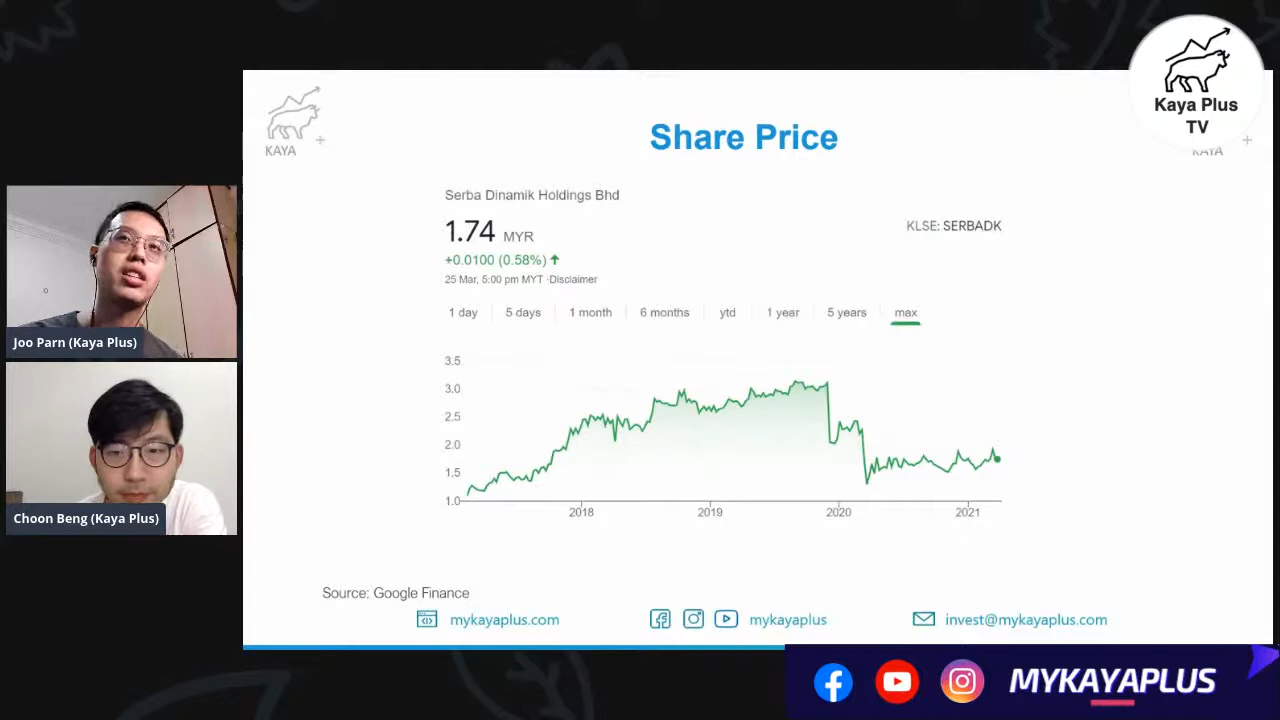 Kaya Plus
TV
KAYA
KAYA
Share Price
Serba Dinamik Holdings Bhd
1.74 MYR
KLSE: SERBADK
+0.0100 (0.58%)
25 Mar, 5:00 pm MYT ·Disclaimer
1 day 5 days 1 month 6 months ytd 1 year 5 years max
3.5
3.0
2.5
2.0
1.5
1.0
2018 2019 2020 2021
Joo Parn (Kaya Plus)
Choon Beng (Kaya Plus)
Source: Google Finance
mykayaplus.com mykayaplus invest@mykayaplus.com
MYKAYAPLUS